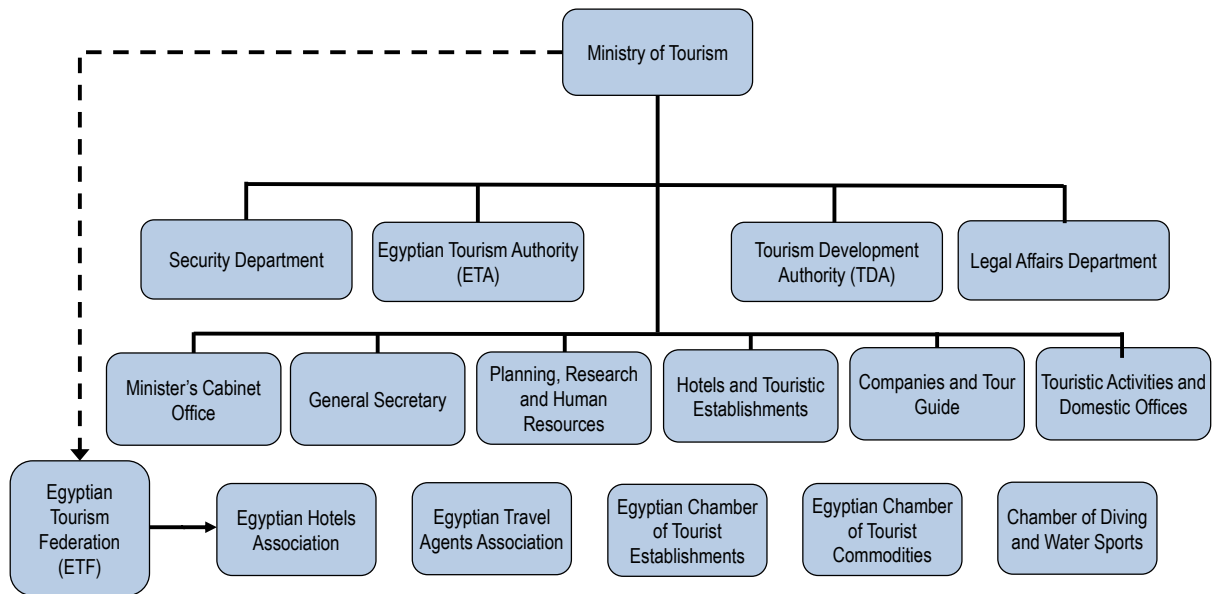 Ministry of Tourism
Security Department
Egyptian Tourism Authority
(ETA)
Tourism Development
Authority (TDA)
Legal Affairs Department
Minister’s Cabinet
Office
General Secretary
Planning, Research
and Human
Resources
Hotels and Touristic
Establishments
Companies and Tour
Guide
Touristic Activities and
Domestic Offices
Egyptian
Tourism
Federation
(ETF)
Egyptian Hotels
Association
Egyptian Travel
Agents Association
Egyptian Chamber
of Tourist
Establishments
Egyptian Chamber
of Tourist
Commodities
Chamber of Diving
and Water Sports